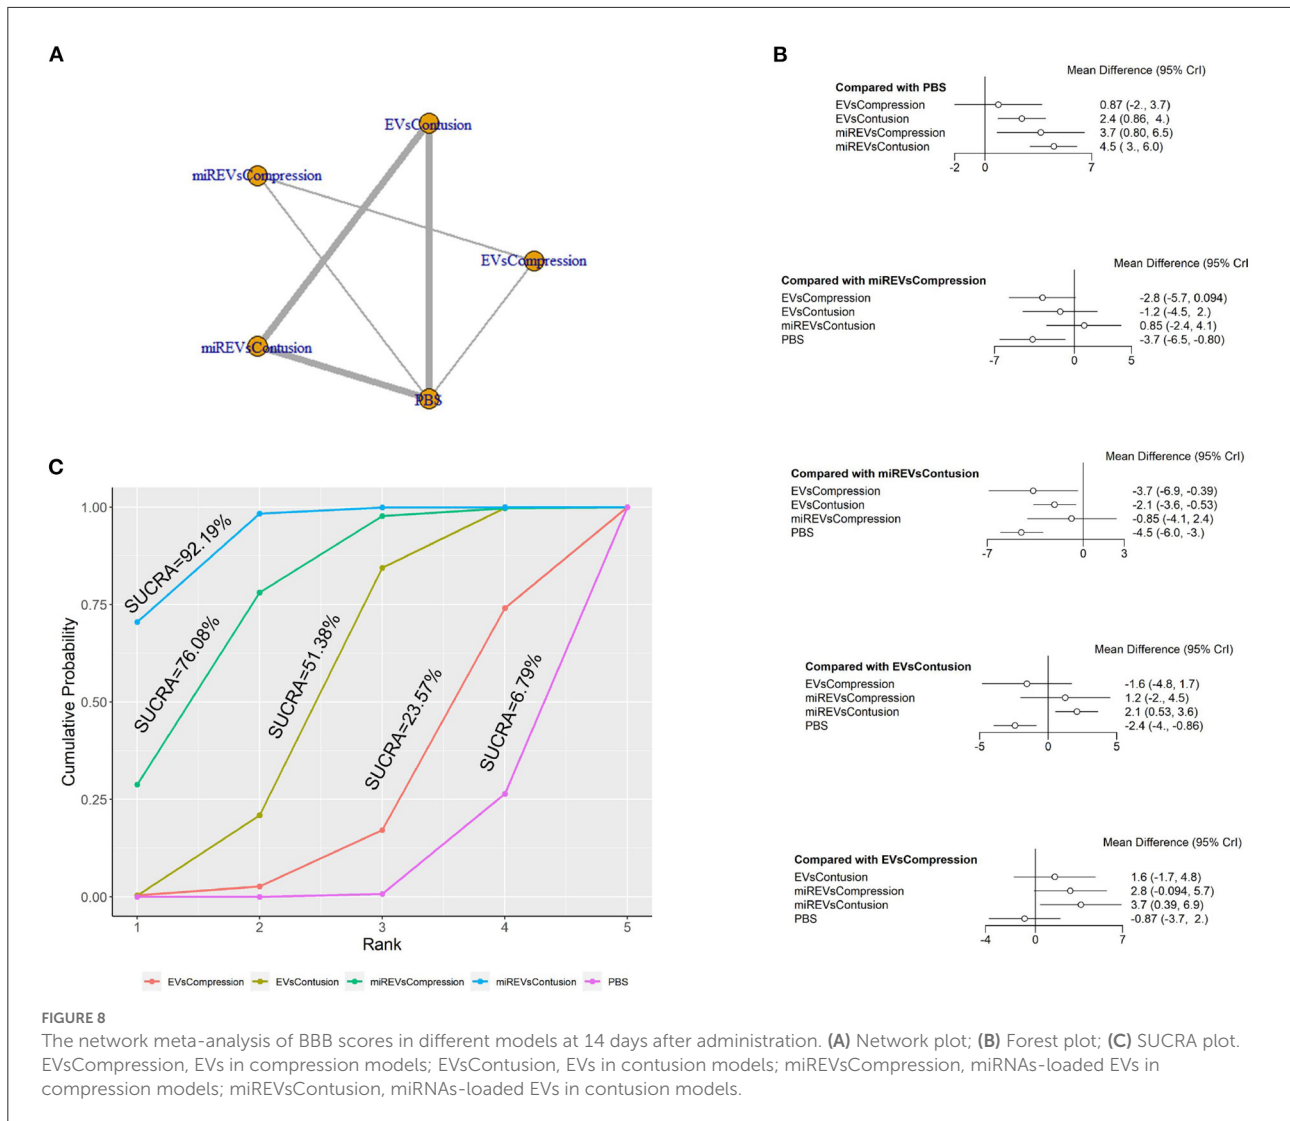 A
EVsContusion
miREVsCompression
EVsCompression
miREVsContusion
PBS
B
Mean Difference (95% CrI)
Compared with PBS
EVsCompression 0.87 (-2., 3.7)
EVsContusion 2.4 (0.86, 4.)
miREVsCompression 3.7 (0.80, 6.5)
miREVsContusion 4.5 ( 3., 6.0)
-2 0 7
Mean Difference (95% CrI
Compared with miREVsCompression
EVsCompression -2.8 (-5.7, 0.094)
EVsContusion -1.2 (-4.5, 2.)
miREVsContusion 0.85 (-2.4, 4.1)
PBS -3.7 (-6.5, -0.80)
-7 0 5
Mean Difference (95% CrI)
Compared with miREVsContusion
EVsCompression -3.7 (-6.9, -0.39)
EVsContusion -2.1 (-3.6, -0.53)
miREVsCompression -0.85 (-4.1, 2.4)
PBS -4.5 (-6.0, -3.)
-7 0 3
Mean Difference (95% CrI)
Compared with EVsContusion
EVsCompression -1.6 (-4.8, 1.7)
miREVsCompression 1.2 (-2., 4.5)
miREVsContusion 2.1 (0.53, 3.6)
PBS -2.4 (-4., -0.86)
-5 0 5
Mean Difference (95% CrI)
Compared with EVsCompression
EVsContusion 1.6 (-1.7, 4.8)
miREVsCompression 2.8 (-0.094, 5.7)
miREVsContusion 3.7 (0.39, 6.9)
PBS -0.87 (-3.7, 2.)
-4 0 7
C
Cumulative Probability
1.00
0.75
0.50
0.25
0.00
SUCRA=92.19%
SUCRA=76.08%
SUCRA=51.38%
SUCRA=23.57%
SUCRA=6.79%
1 2 3 4 5
Rank
EVsCompression EVsContusion miREVsCompression miREVsContusion PBS
FIGURE 8
The network meta-analysis of BBB scores in different models at 14 days after administration. (A) Network plot; (B) Forest plot; (C) SUCRA plot.
EVsCompression, EVs in compression models; EVsContusion, EVs in contusion models; miREVsCompression, miRNAs-loaded EVs in
compression models; miREVsContusion, miRNAs-loaded EVs in contusion models.